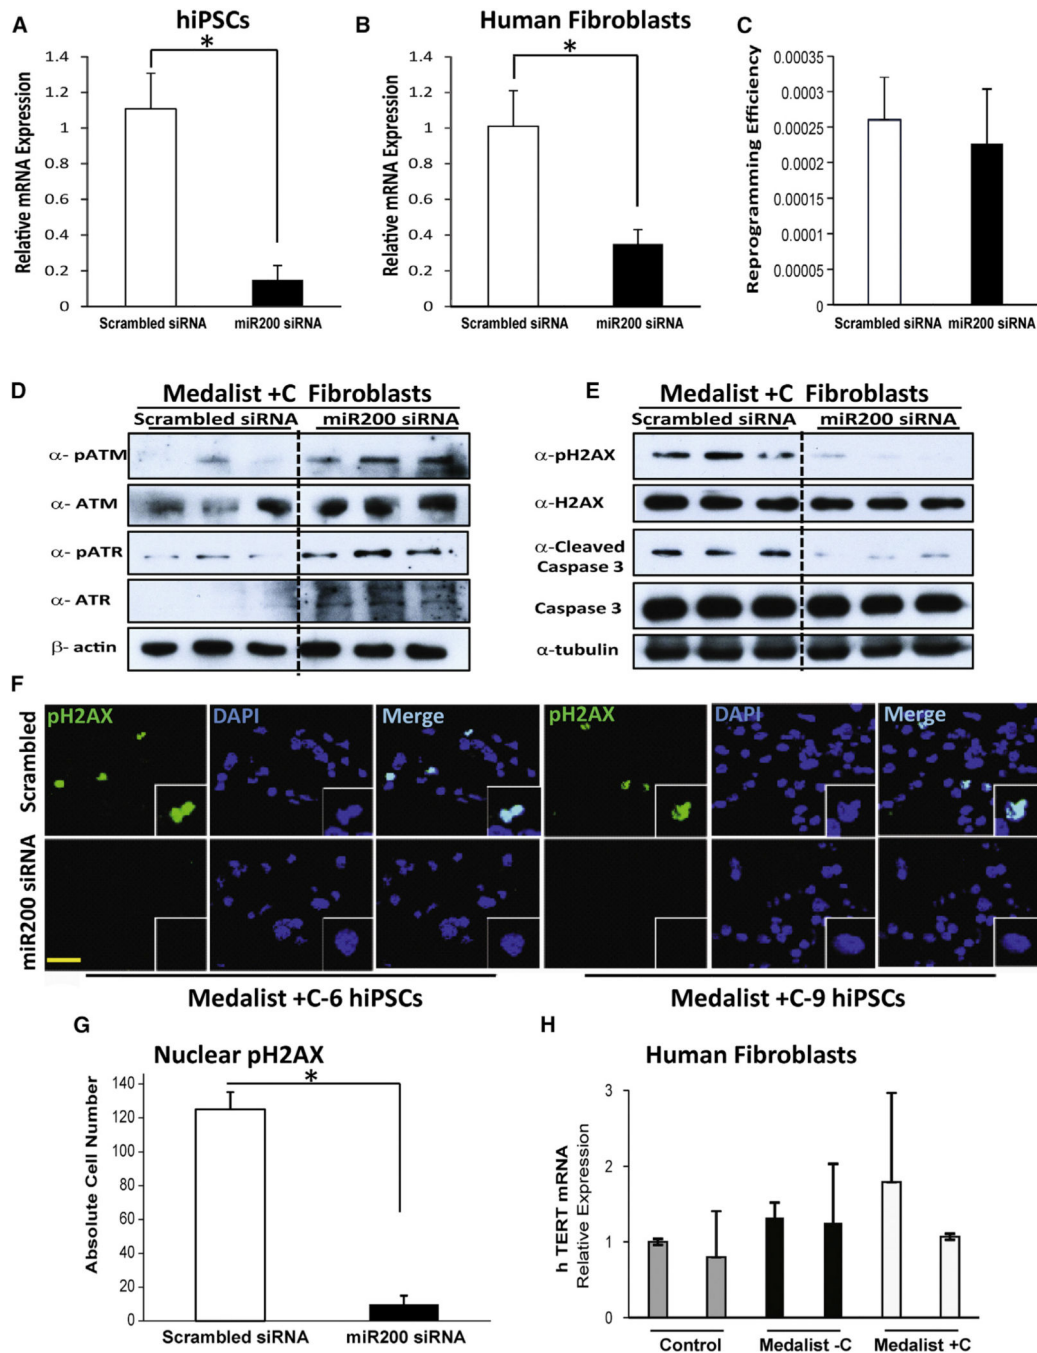 A
hiPSCs
*
Relative mRNA Expression
1.4
1.2
1
0.8
0.6
0.4
0.2
0
Scrambled siRNA
miR200 siRNA
B
Human Fibroblasts
*
Relative mRNA Expression
1.4
1.2
1
0.8
0.6
0.4
0.2
0
Scrambled siRNA
miR200 siRNA
C
Reprogramming Efficiency
0.00035
0.0003
0.00025
0.0002
0.00015
0.0001
0.00005
0
Scrambled siRNA
miR200 siRNA
D
Medalist +C Fibroblasts
Scrambled siRNA
miR200 siRNA
α- pATM
α- ATM
α- pATR
α- ATR
β- actin
E
Medalist +C Fibroblasts
Scrambled siRNA
miR200 siRNA
α-pH2AX
α-H2AX
α-Cleaved
Caspase 3
Caspase 3
α-tubulin
F
Scrambled
pH2AX
DAPI
Merge
pH2AX
DAPI
Merge
miR200 siRNA
Medalist +C-6 hiPSCs
Medalist +C-9 hiPSCs
G
Nuclear pH2AX
*
Absolute Cell Number
140
120
100
80
60
40
20
0
Scrambled siRNA
miR200 siRNA
H
Human Fibroblasts
h TERT mRNA
Relative Expression
3
2
1
0
Control
Medalist -C
Medalist +C